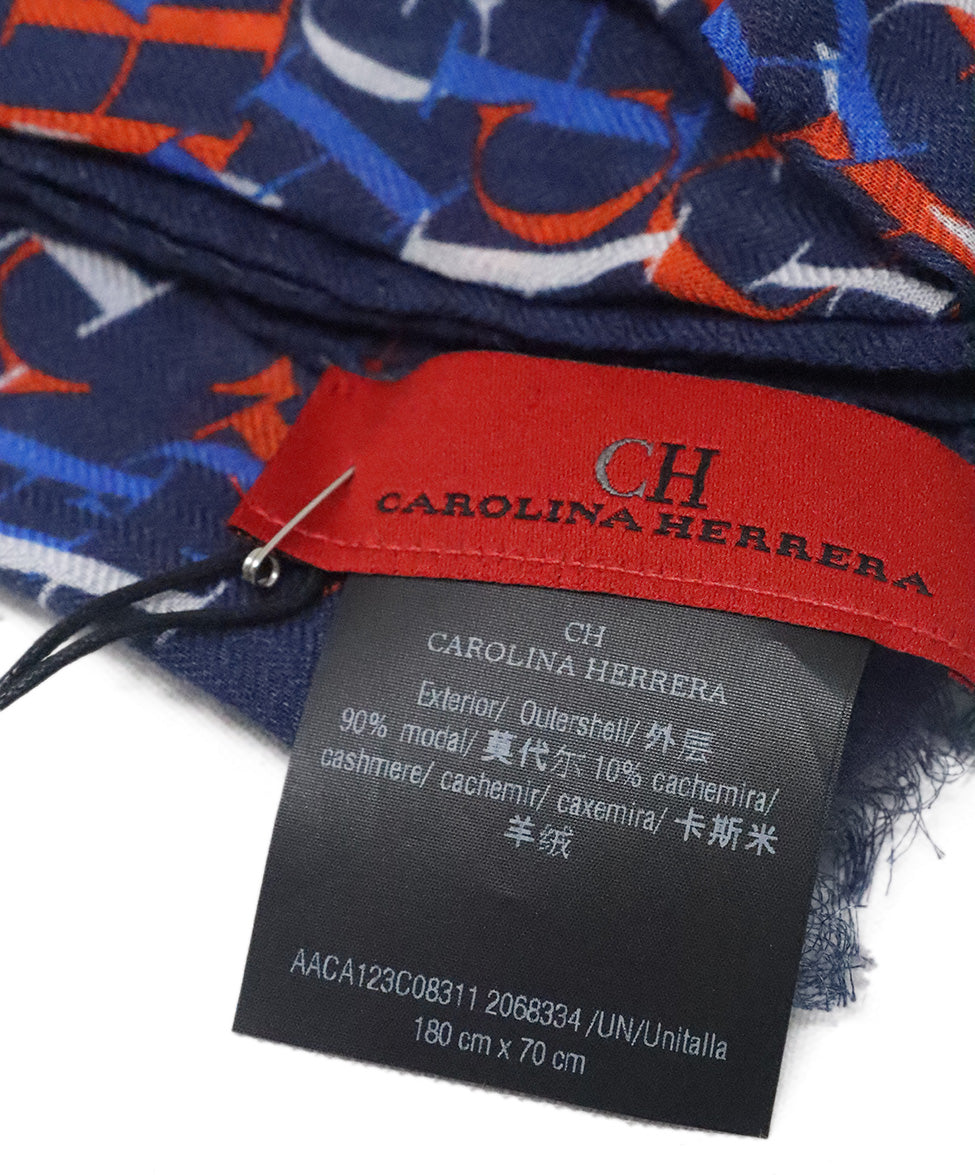 CH
CAROLINA HERRERA
CH
CAROLINA HERRERA
Exterior/ Outershell/ 外层
90% modal/ 莫代尔 10% cachemira/
cashmere/ cachemir/ caxemira/ 卡斯米
羊绒
AACA123C08311 2068334 /UN/Unitalla
180 cm x 70 cm